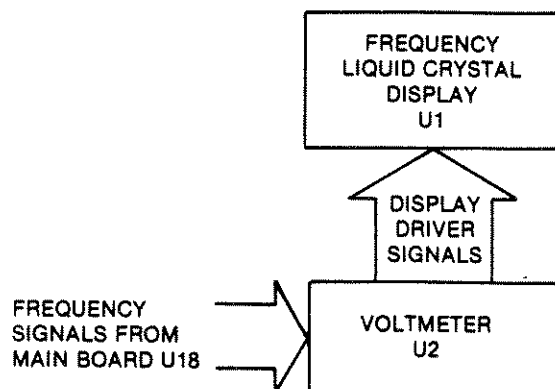 FREQUENCY
LIQUID CRYSTAL
DISPLAY
U1
DISPLAY
DRIVER
SIGNALS
FREQUENCY
SIGNALS FROM
MAIN BOARD U18
VOLTMETER
U2